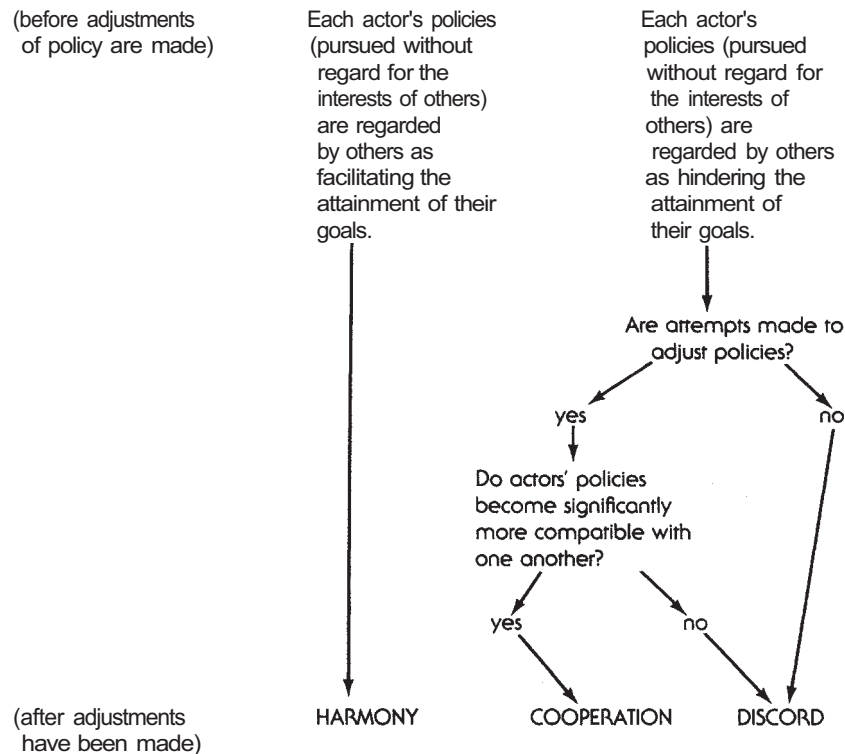 (before adjustments
of policy are made)
Each actor's policies
(pursued without
regard for the
interests of others)
are regarded
by others as
facilitating the
attainment of their
goals.
Each actor's
policies (pursued
without regard for
the interests of
others) are
regarded by others
as hindering the
attainment of
their goals.
Are attempts made to
adjust policies?
yes
no
Do actors' policies
become significantly
more compatible with
one another?
yes
no
(after adjustments
have been made)
HARMONY
COOPERATION
DISCORD